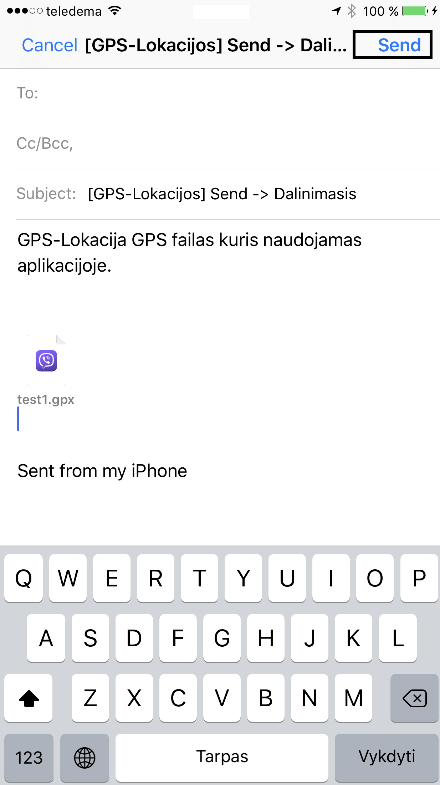 teledema 100 %
Cancel [GPS-Lokacijos] Send -> Dali... Send
To:
Cc/Bcc,
Subject: [GPS-Lokacijos] Send -> Dalinimasis
GPS-Lokacija GPS failas kuris naudojamas
aplikacijoje.
test1.gpx
Sent from my iPhone
Q W E R T Y U I O P
A S D F G H J K L
Z X C V B N M
123 Tarpas Vykdyti